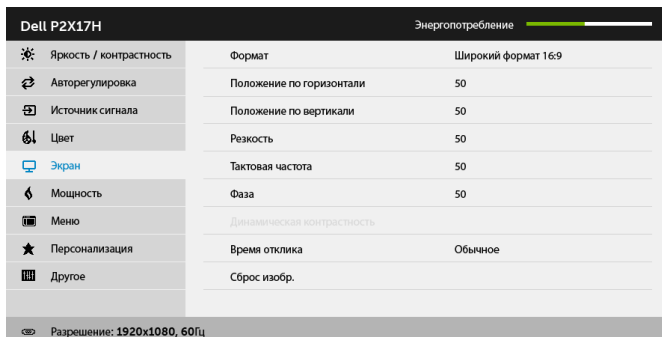 Dell P2X17H Энергопотребление
Яркость / контрастность Формат Широкий формат 16:9
Авторегулировка Положение по горизонтали 50
Источник сигнала Положение по вертикали 50
Цвет Резкость 50
Экран Тактовая частота 50
Мощность Фаза 50
Меню Динамическая контрастность
Персонализация Время отклика Обычное
Другое Сброс изобр.
Разрешение: 1920x1080, 60Гц